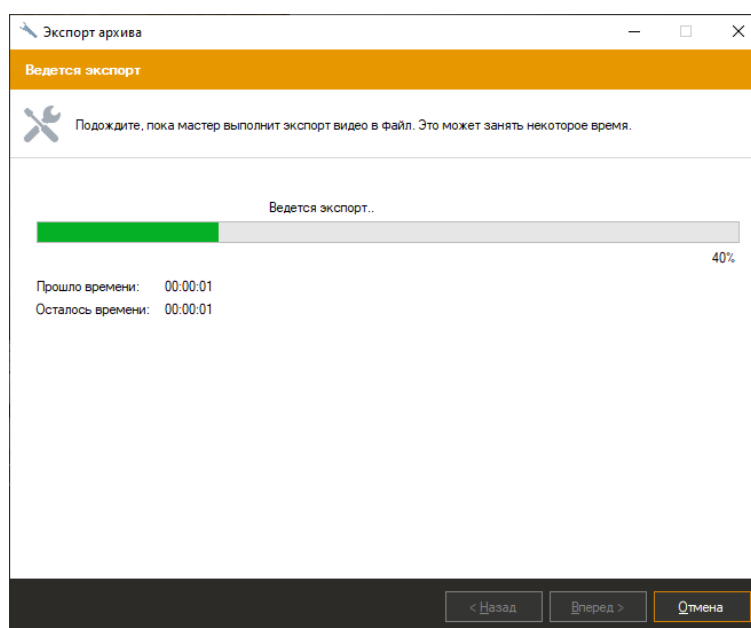 Экспорт архива
Ведется экспорт
Подождите, пока мастер выполнит экспорт видео в файл. Это может занять некоторое время.
Ведется экспорт..
40%
Прошло времени: 00:00:01
Осталось времени: 00:00:01
< Назад Вперед > Отмена